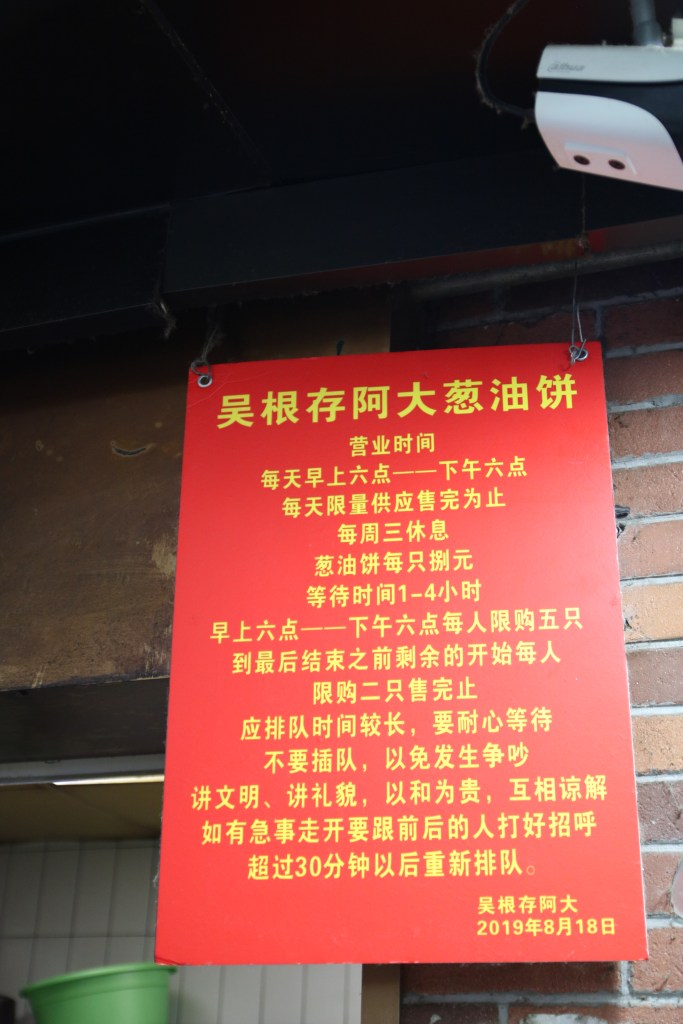 alhua
吴根存阿大葱油饼
营业时间
每天早上六点——下午六点
每天限量供应售完为止
每周三休息
葱油饼每只捌元
等待时间1-4小时
早上六点——下午六点每人限购五只
到最后结束之前剩余的开始每人
限购二只售完止
应排队时间较长，要耐心等待
不要插队，以免发生争吵
讲文明、讲礼貌，以和为贵，互相谅解
如有急事走开要跟前后的人打好招呼
超过30分钟以后重新排队。
吴根存阿大
2019年8月18日